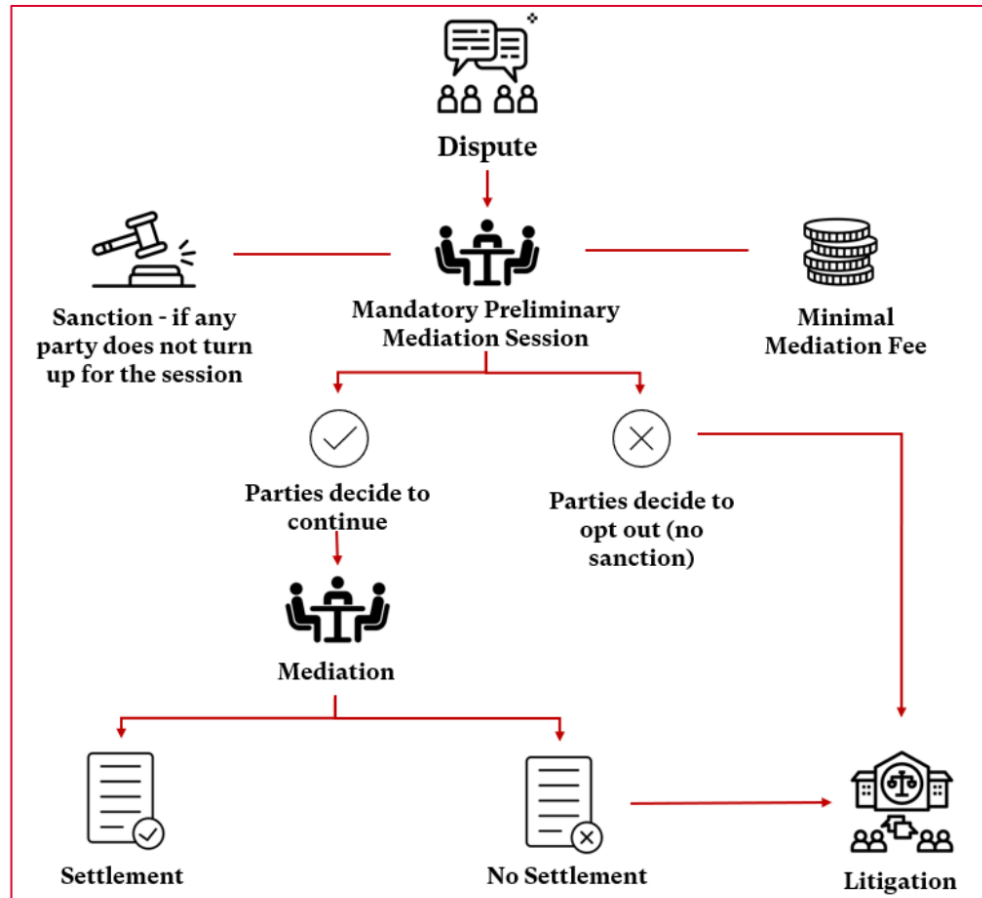 Dispute
Sanction - if any
party does not turn
up for the session
Mandatory Preliminary
Mediation Session
Minimal
Mediation Fee
Parties decide to
continue
Parties decide to
opt out (no
sanction)
Mediation
Settlement
No Settlement
Litigation